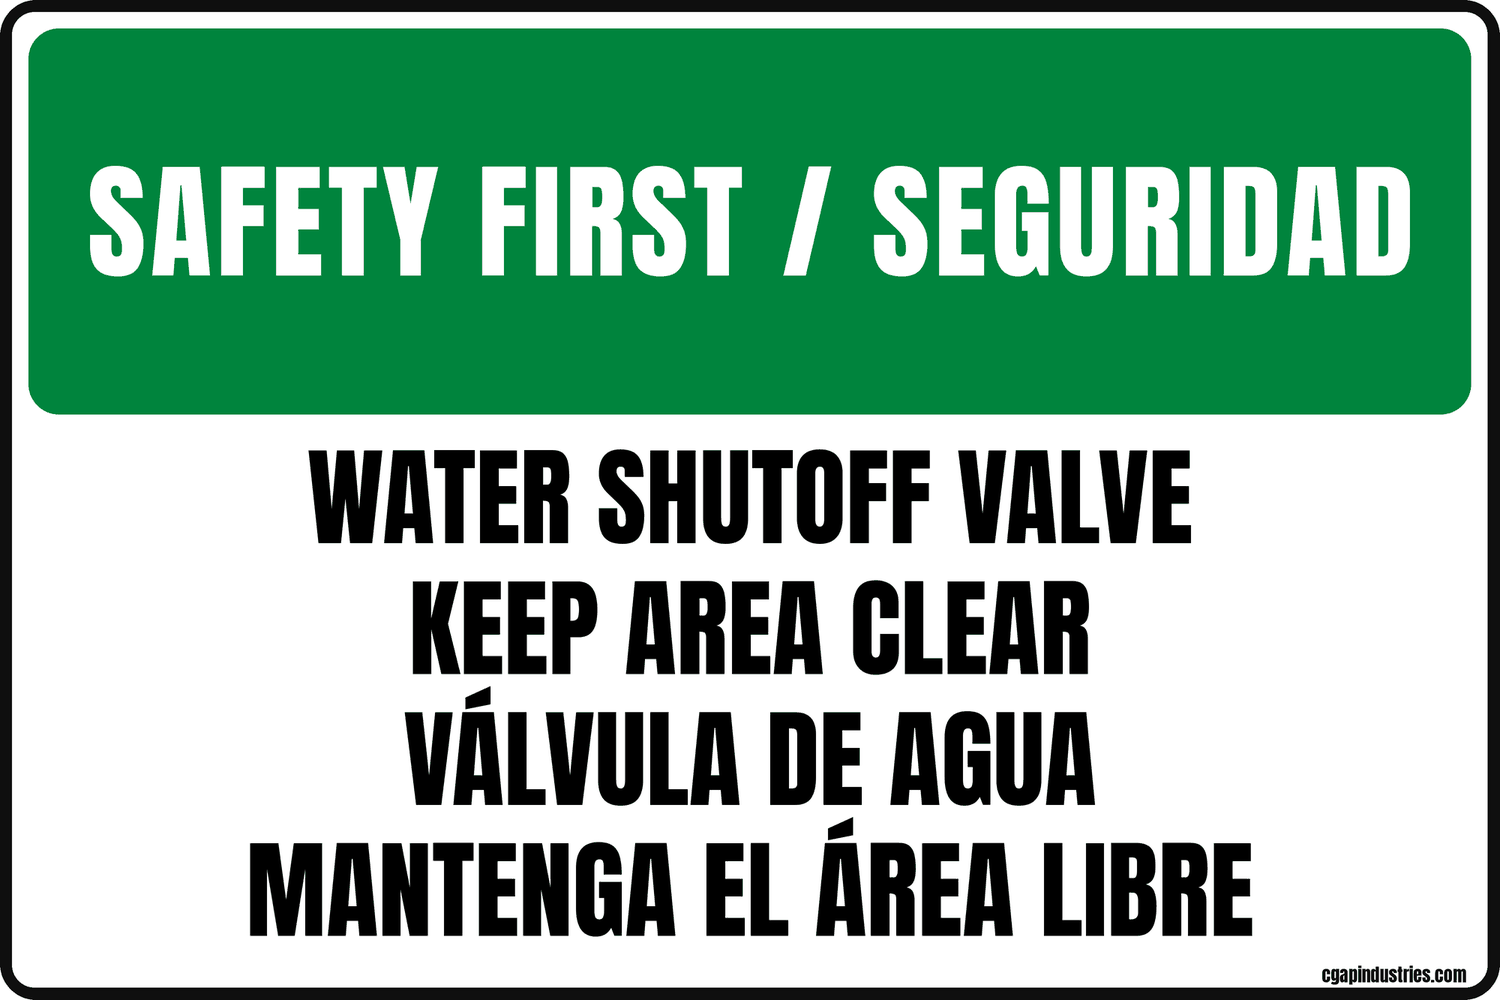 SAFETY FIRST / SEGURIDAD
WATER SHUTOFF VALVE
KEEP AREA CLEAR
VÁLVULA DE AGUA
MANTENGA EL ÁREA LIBRE
cgapindustries.com